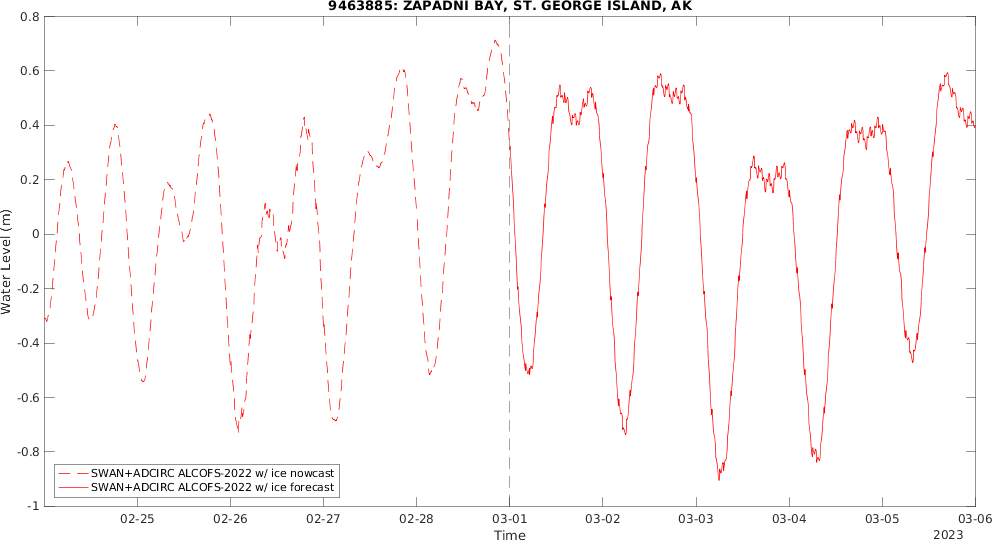 9463885: ZAPADNI BAY, ST. GEORGE ISLAND, AK
0.8
0.6
0.4
0.2
0
-0.2
-0.4
-0.6
-0.8
-1
Water Level (m)
SWAN+ADCIRC ALCOFS-2022 w/ ice nowcast
SWAN+ADCIRC ALCOFS-2022 w/ ice forecast
02-25 02-26 02-27 02-28 03-01 03-02 03-03 03-04 03-05 03-06
Time
2023